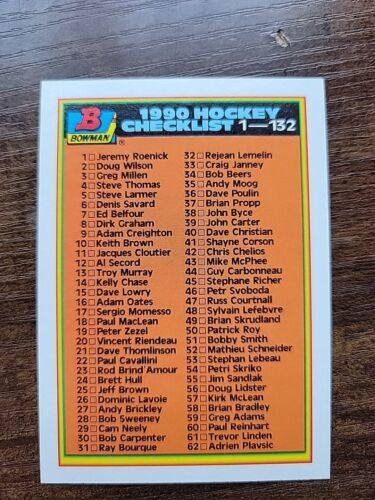 B
BOWMAN
®
1990 HOCKEY
CHECKLIST 1—132
1 Jeremy Roenick
2 Doug Wilson
3 Greg Millen
4 Steve Thomas
5 Steve Larmer
6 Denis Savard
7 Ed Belfour
8 Dirk Graham
9 Adam Creighton
10 Keith Brown
11 Jacques Cloutier
12 Al Secord
13 Troy Murray
14 Kelly Chase
15 Dave Lowry
16 Adam Oates
17 Sergio Momesso
18 Paul MacLean
19 Peter Zezel
20 Vincent Riendeau
21 Dave Thomlinson
22 Paul Cavallini
23 Rod Brind'Amour
24 Brett Hull
25 Jeff Brown
26 Dominic Lavoie
27 Andy Brickley
28 Bob Sweeney
29 Cam Neely
30 Bob Carpenter
31 Ray Bourque
32 Rejean Lemelin
33 Craig Janney
34 Bob Beers
35 Andy Moog
36 Dave Poulin
37 Brian Propp
38 John Byce
39 John Carter
40 Dave Christian
41 Shayne Corson
42 Chris Chelios
43 Mike McPhee
44 Guy Carbonneau
45 Stephane Richer
46 Petr Svoboda
47 Russ Courtnall
48 Sylvain Lefebvre
49 Brian Skrudland
50 Patrick Roy
51 Bobby Smith
52 Mathieu Schneider
53 Stephan Lebeau
54 Petri Skriko
55 Jim Sandlak
56 Doug Lidster
57 Kirk McLean
58 Brian Bradley
59 Greg Adams
60 Paul Reinhart
61 Trevor Linden
62 Adrien Plavsic